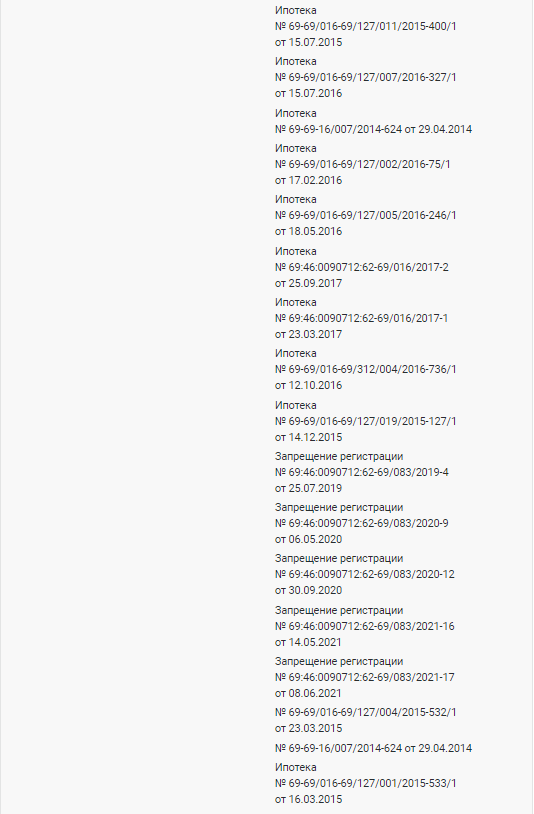 Ипотека
№ 69-69/016-69/127/011/2015-400/1
от 15.07.2015
Ипотека
№ 69-69/016-69/127/007/2016-327/1
от 15.07.2016
Ипотека
№ 69-69-16/007/2014-624 от 29.04.2014
Ипотека
№ 69-69/016-69/127/002/2016-75/1
от 17.02.2016
Ипотека
№ 69-69/016-69/127/005/2016-246/1
от 18.05.2016
Ипотека
№ 69:46:0090712:62-69/016/2017-2
от 25.09.2017
Ипотека
№ 69:46:0090712:62-69/016/2017-1
от 23.03.2017
Ипотека
№ 69-69/016-69/312/004/2016-736/1
от 12.10.2016
Ипотека
№ 69-69/016-69/127/019/2015-127/1
от 14.12.2015
Запрещение регистрации
№ 69:46:0090712:62-69/083/2019-4
от 25.07.2019
Запрещение регистрации
№ 69:46:0090712:62-69/083/2020-9
от 06.05.2020
Запрещение регистрации
№ 69:46:0090712:62-69/083/2020-12
от 30.09.2020
Запрещение регистрации
№ 69:46:0090712:62-69/083/2021-16
от 14.05.2021
Запрещение регистрации
№ 69:46:0090712:62-69/083/2021-17
от 08.06.2021
№ 69-69/016-69/127/004/2015-532/1
от 23.03.2015
№ 69-69-16/007/2014-624 от 29.04.2014
Ипотека
№ 69-69/016-69/127/001/2015-533/1
от 16.03.2015